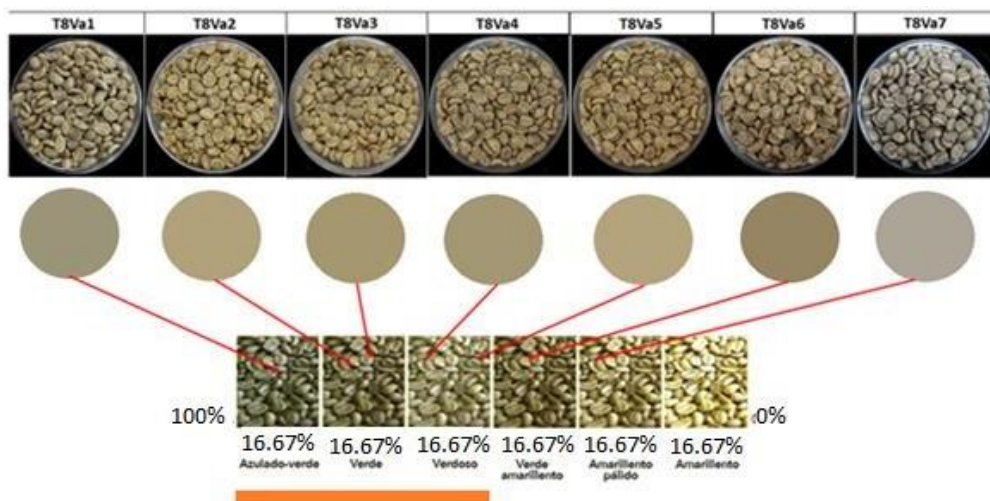 T8Va1 T8Va2 T8Va3 T8Va4 T8Va5 T8Va6 T8Va7
100% 0%
16.67% 16.67% 16.67% 16.67% 16.67% 16.67%
Azulado-verde Verde Verdoso Verde amarillento Amarillento pálido Amarillento